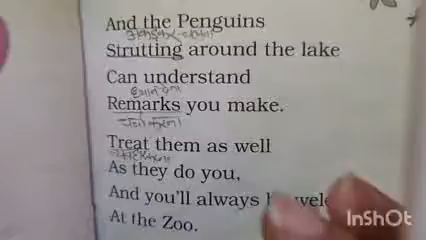 And the Penguins
Strutting around the lake
Can understand
Remarks you make.
Treat them as well
As they do you,
And you'll always
At the Zoo.
InShOt